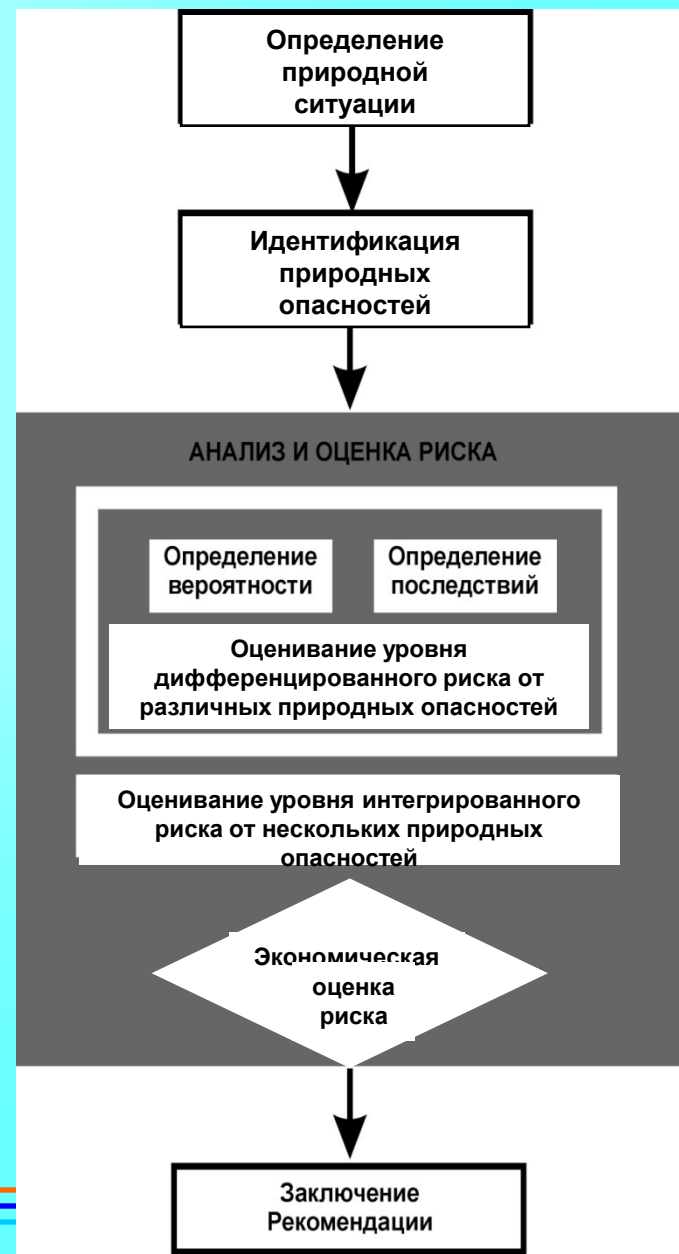 Определение
природной
ситуации
Идентификация
природных
опасностей
АНАЛИЗ И ОЦЕНКА РИСКА
Определение
вероятности
Определение
последствий
Оценивание уровня
дифференцированного риска от
различных природных опасностей
Оценивание уровня интегрированного
риска от нескольких природных
опасностей
Экономическая
оценка
риска
Заключение
Рекомендации